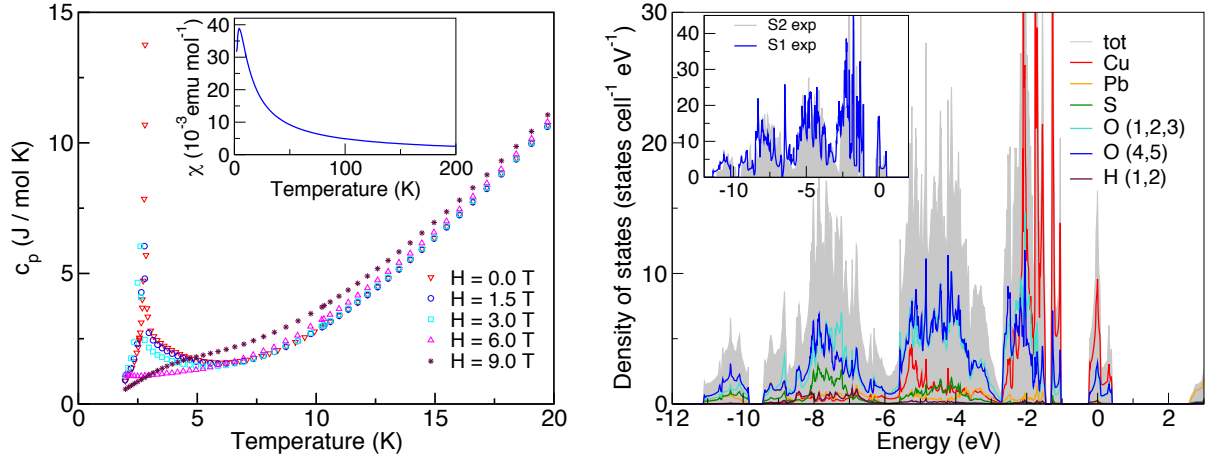 15
10
5
0
c_p (J / mol K)
0
5
10
15
20
Temperature (K)
40
30
20
10
0
χ (10⁻³ emu mol⁻¹)
0
100
200
Temperature (K)
H = 0.0 T
H = 1.5 T
H = 3.0 T
H = 6.0 T
H = 9.0 T
30
20
10
0
Density of states (states cell⁻¹ eV⁻¹)
-12
-10
-8
-6
-4
-2
0
2
Energy (eV)
40
30
20
10
0
-10
-5
0
S2 exp
S1 exp
tot
Cu
Pb
S
O (1,2,3)
O (4,5)
H (1,2)